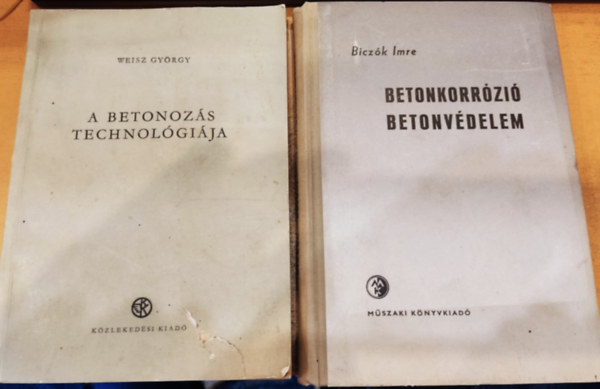 WEISZ GYÖRGY
A BETONOZÁS
TECHNOLÓGIÁJA
KÖZLEKEDÉSI KIADÓ
Biczók Imre
BETONKORRÓZIÓ
BETONVÉDELEM
MŰSZAKI KÖNYVKIADÓ